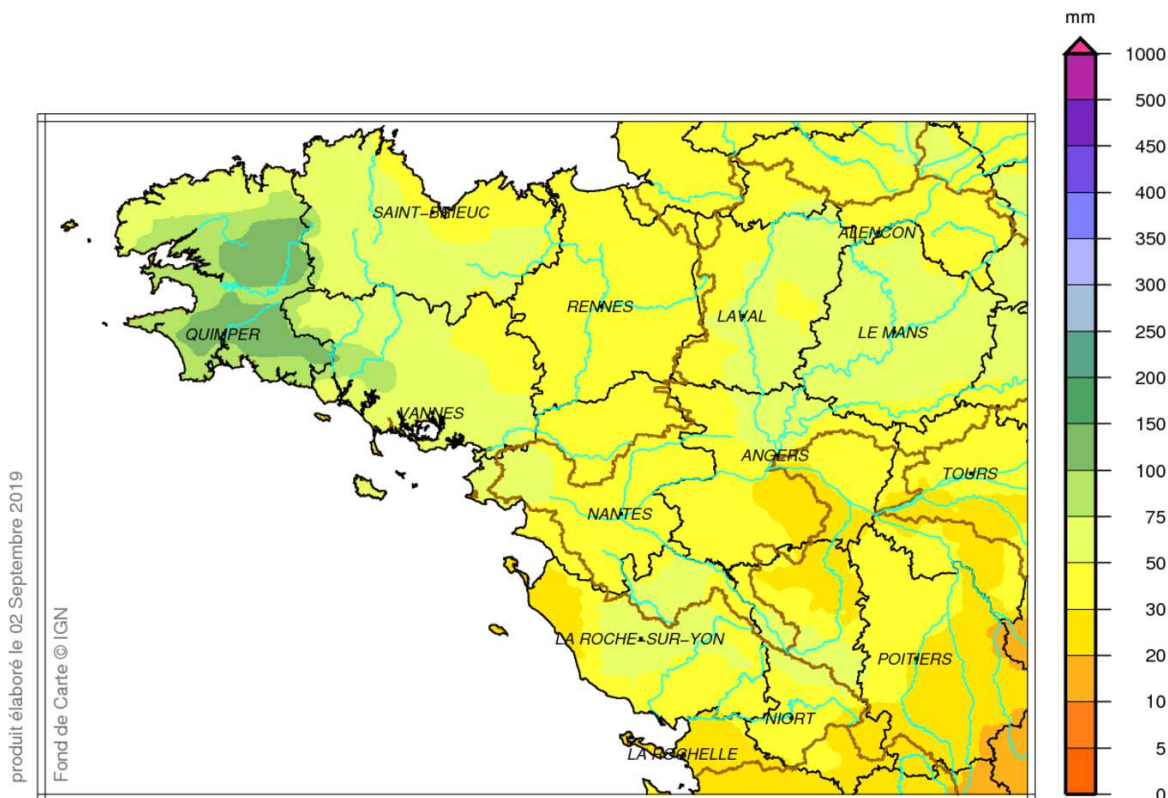 mm
1000
500
450
400
350
300
250
200
150
100
75
50
30
20
10
5
0
SAINT-BRIEUC
ALENCON
RENNES
LAVAL
LE MANS
QUIMPER
VANNES
ANGERS
TOURS
NANTES
LA ROCHE-SUR-YON
POITIERS
NIORT
LA ROCHELLE
produit élaboré le 02 Septembre 2019
Fond de Carte © IGN